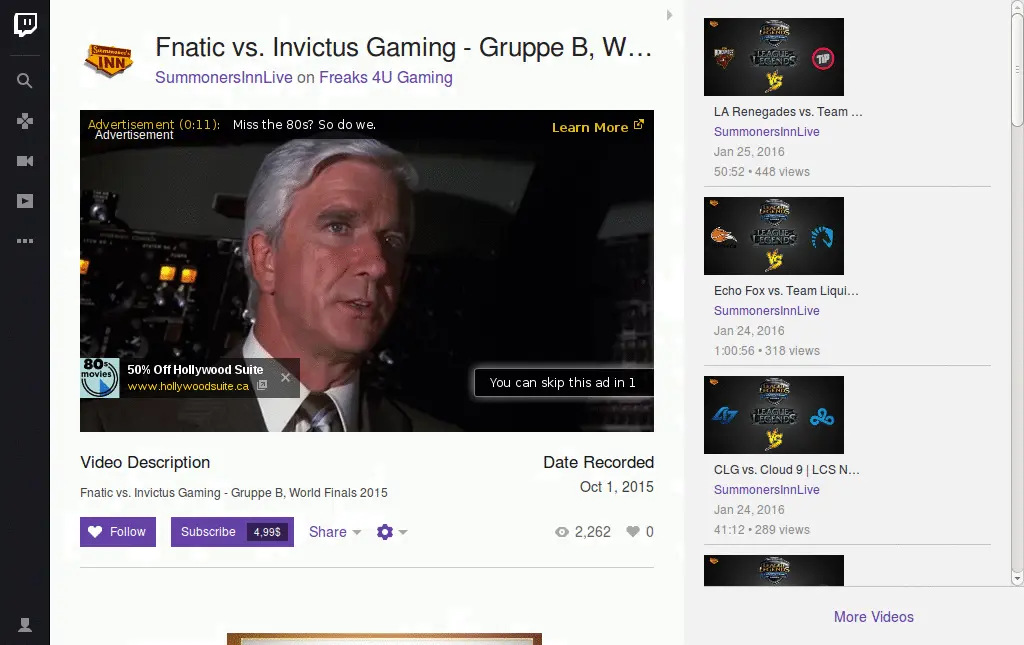 Summoner's
INN
Fnatic vs. Invictus Gaming - Gruppe B, W...
SummonersInnLive on Freaks 4U Gaming
Advertisement (0:11): Miss the 80s? So do we.
Advertisement
Learn More
80s
movies
50% Off Hollywood Suite
www.hollywoodsuite.ca
You can skip this ad in 1
Video Description
Date Recorded
Fnatic vs. Invictus Gaming - Gruppe B, World Finals 2015
Oct 1, 2015
Follow
Subscribe 4,99$
Share
2,262
0
LEAGUE
LEGENDS
VS
TiP
LA Renegades vs. Team ...
SummonersInnLive
Jan 25, 2016
50:52 • 448 views
LEAGUE
LEGENDS
VS
Echo Fox vs. Team Liqui...
SummonersInnLive
Jan 24, 2016
1:00:56 • 318 views
LEAGUE
LEGENDS
VS
CLG vs. Cloud 9 | LCS N...
SummonersInnLive
Jan 24, 2016
41:12 • 289 views
More Videos